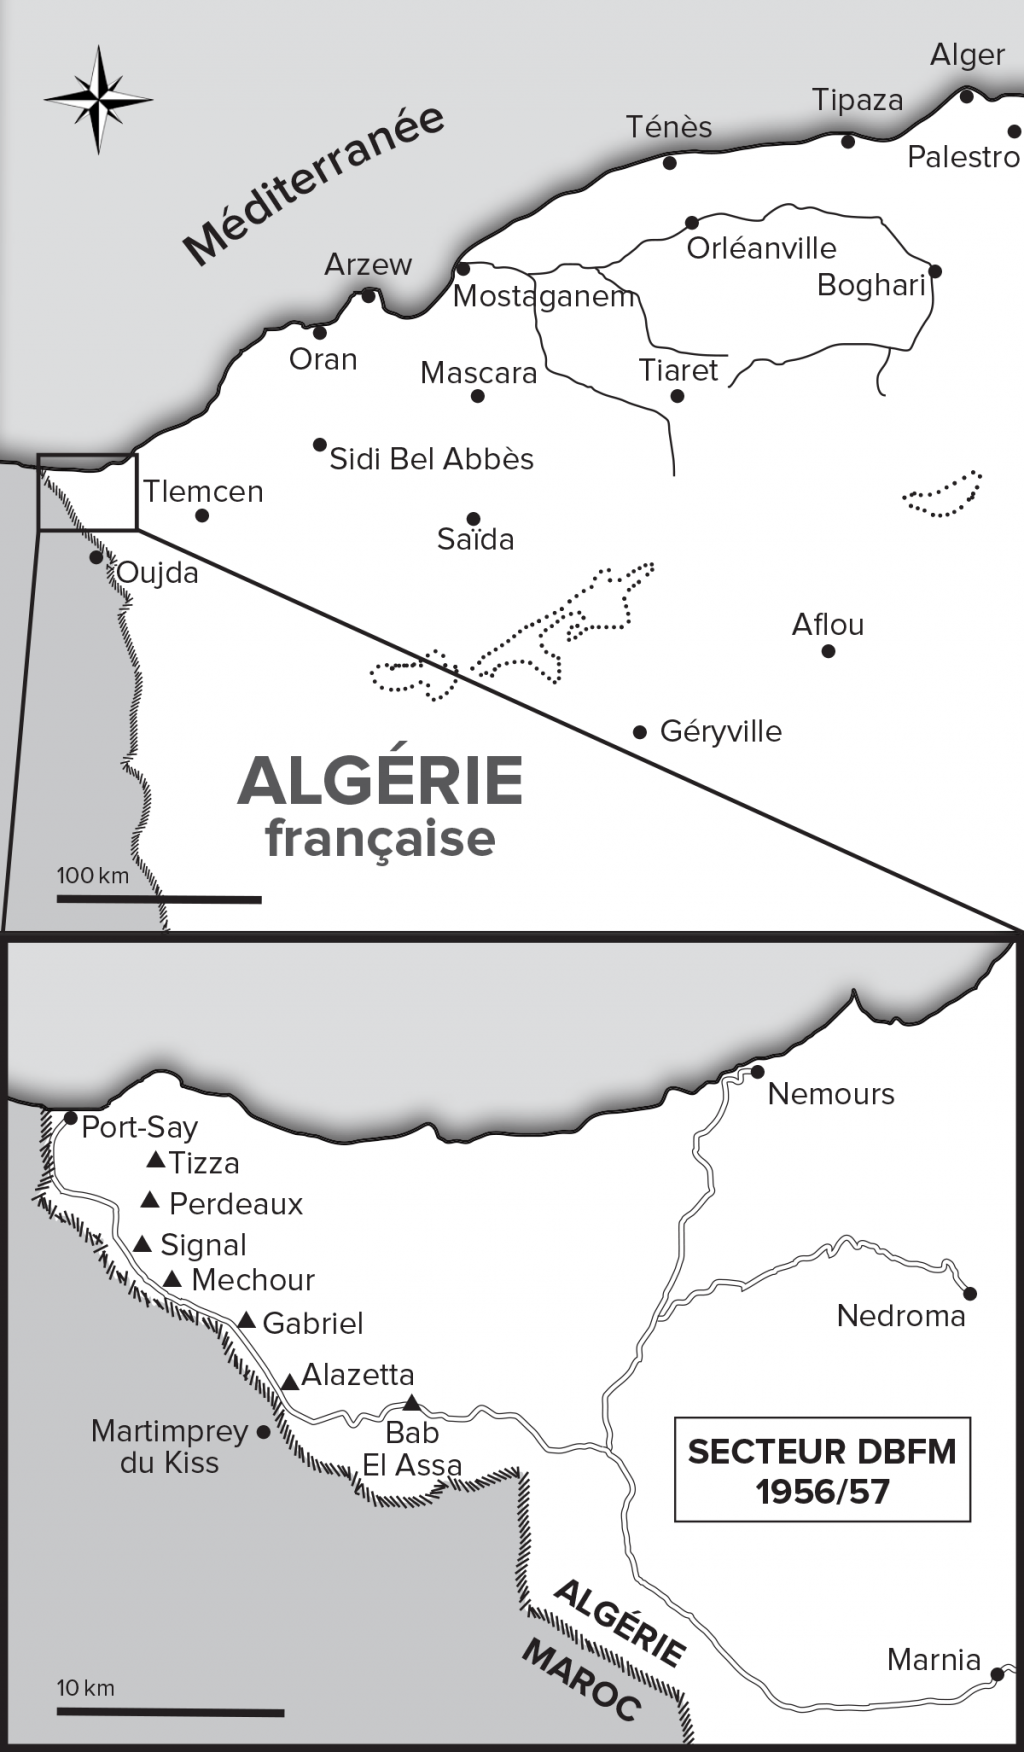 Alger
Tipaza
Ténès
Palestro
Méditerranée
Orléanville
Arzew
Boghari
Mostaganem
Oran
Mascara
Tiaret
Sidi Bel Abbès
Tlemcen
Saïda
Oujda
Aflou
Géryville
ALGÉRIE
française
100 km
Nemours
Port-Say
Tizza
Perdeaux
Signal
Mechour
Gabriel
Nedroma
Alazetta
Martimprey
du Kiss
Bab
El Assa
SECTEUR DBFM
1956/57
ALGÉRIE
MAROC
Marnia
10 km